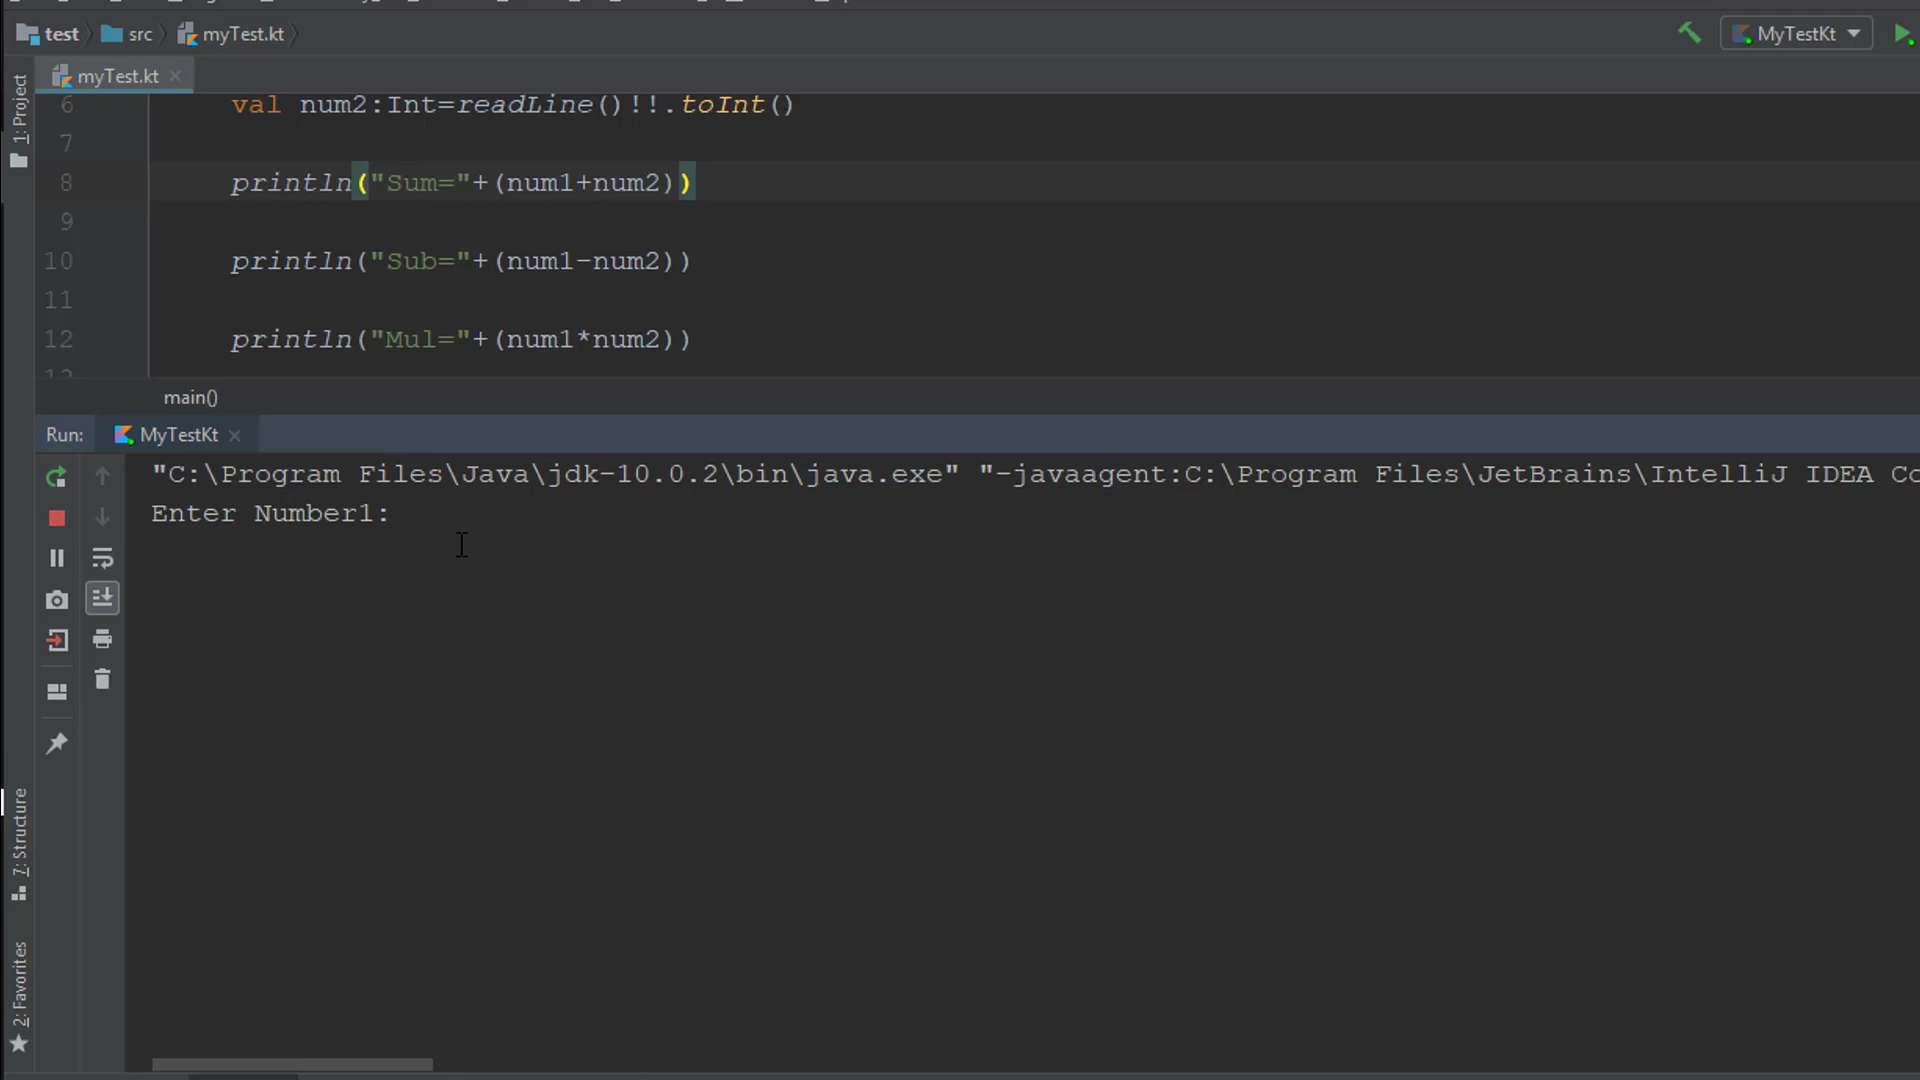 test src myTest.kt
MyTestKt
1: Project
myTest.kt
6 val num2:Int=readLine()!!.toInt()
7
8 println("Sum="+(num1+num2))
9
10 println("Sub="+(num1-num2))
11
12 println("Mul="+(num1*num2))
main()
Run: MyTestKt
"C:\Program Files\Java\jdk-10.0.2\bin\java.exe" "-javaagent:C:\Program Files\JetBrains\IntelliJ IDEA Co
Enter Number1:
7: Structure
2: Favorites